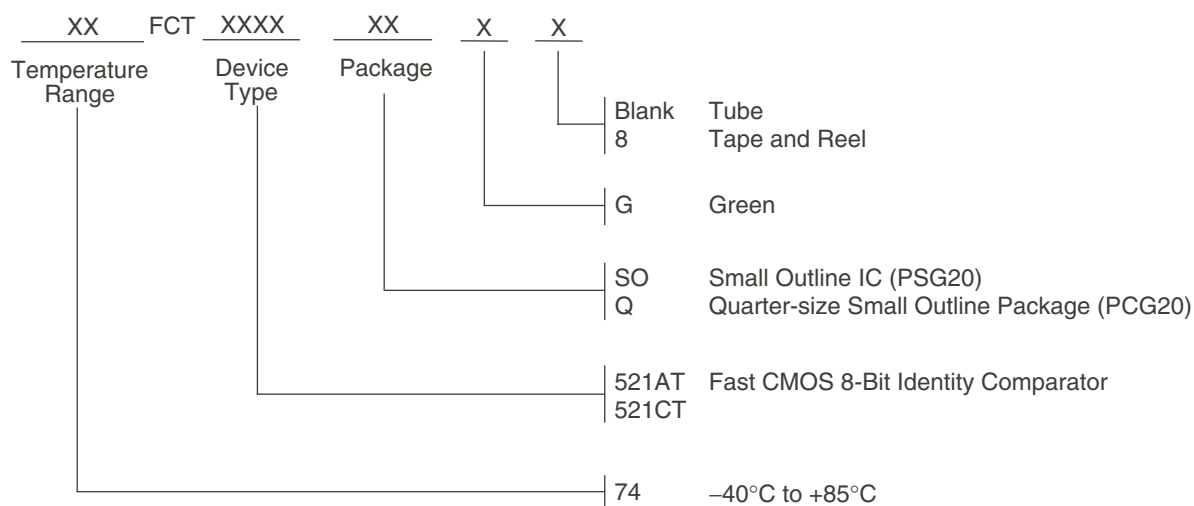 XX FCT XXXX XX X X
Temperature Range
Device Type
Package
Blank Tube
8 Tape and Reel
G Green
SO Small Outline IC (PSG20)
Q Quarter-size Small Outline Package (PCG20)
521AT Fast CMOS 8-Bit Identity Comparator
521CT
74 –40°C to +85°C